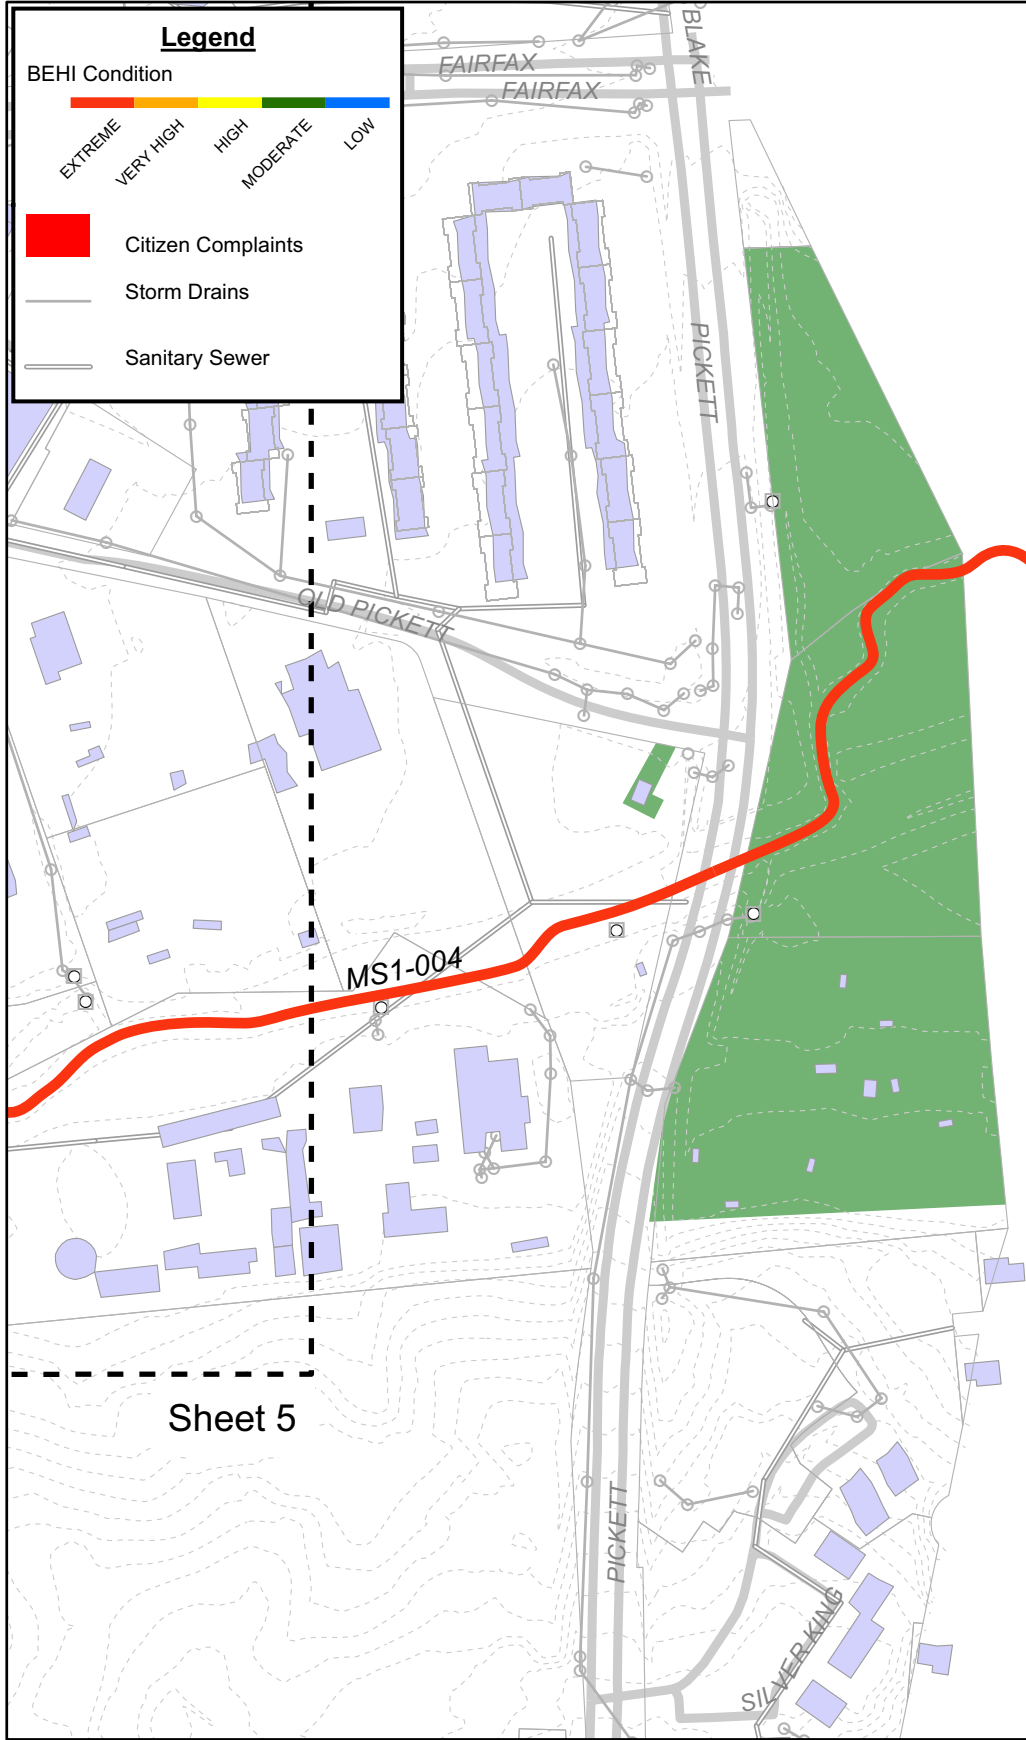 Legend
BEHI Condition
EXTREME
VERY HIGH
HIGH
MODERATE
LOW
Citizen Complaints
Storm Drains
Sanitary Sewer
BLAKE
FAIRFAX
FAIRFAX
PICKETT
OLD PICKETT
MS1-004
Sheet 5
PICKETT
SILVER KING